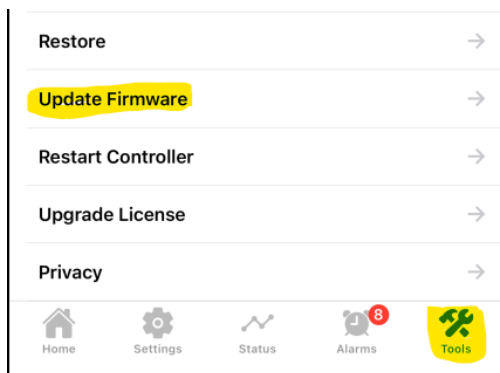 Restore
Update Firmware
Restart Controller
Upgrade License
Privacy
8
Home Settings Status Alarms Tools